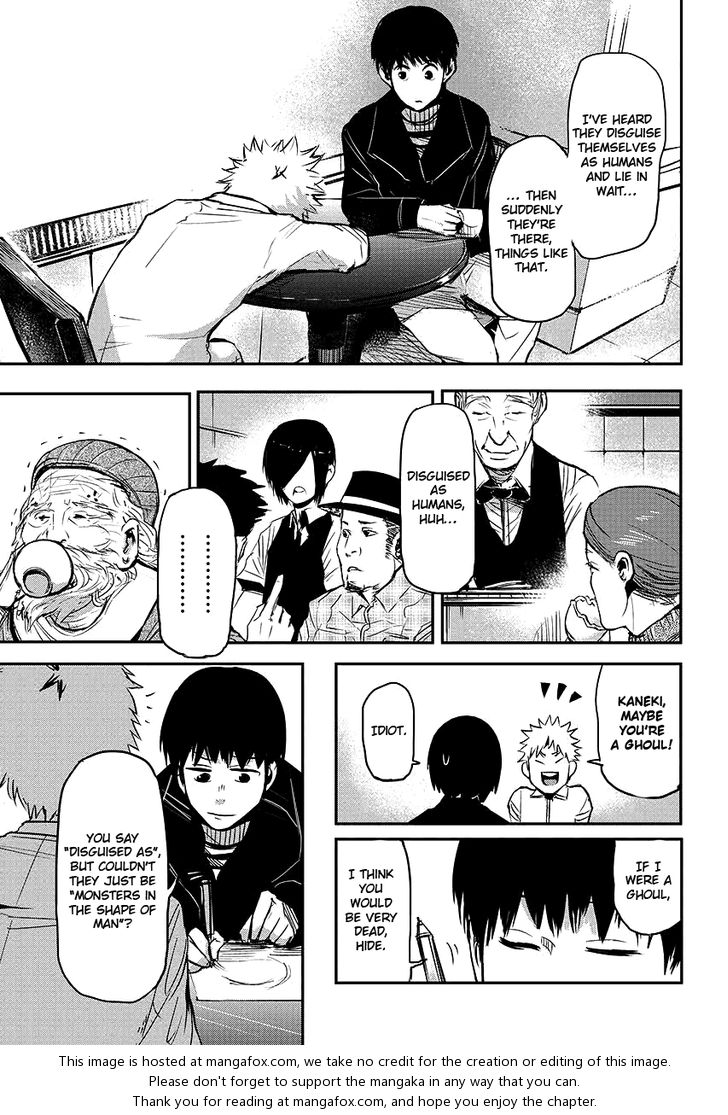 I'VE HEARD
THEY DISGUISE
THEMSELVES
AS HUMANS
AND LIE IN
WAIT...
... THEN
SUDDENLY
THEY'RE
THERE,
THINGS LIKE
THAT.
DISGUISED
AS
HUMANS,
HUH...
.........
.........
KANEKI,
MAYBE
YOU'RE
A GHOUL!
IDIOT.
IF I
WERE A
GHOUL,
I THINK
YOU
WOULD
BE VERY
DEAD,
HIDE.
YOU SAY
"DISGUISED AS",
BUT COULDN'T
THEY JUST BE
"MONSTERS IN
THE SHAPE OF
MAN"?
This image is hosted at mangafox.com, we take no credit for the creation or editing of this image.
Please don't forget to support the mangaka in any way that you can.
Thank you for reading at mangafox.com, and hope you enjoy the chapter.